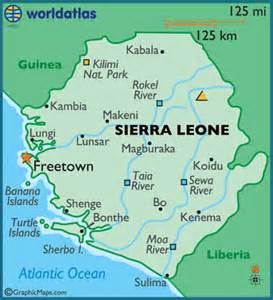 worldatlas
125 mi
125 km
Guinea
Kabala
Kilimi
Nat. Park
Rokel
River
Kambia
Makeni
Lungi
Lunsar
SIERRA LEONE
Magburaka
Freetown
Koidu
Banana
Islands
Taia
River
Sewa
River
Shenge
Bo
Turtle
Islands
Bonthe
Kenema
Sherbo I.
Moa
River
Liberia
Atlantic Ocean
Sulima
©GraphicMaps.com